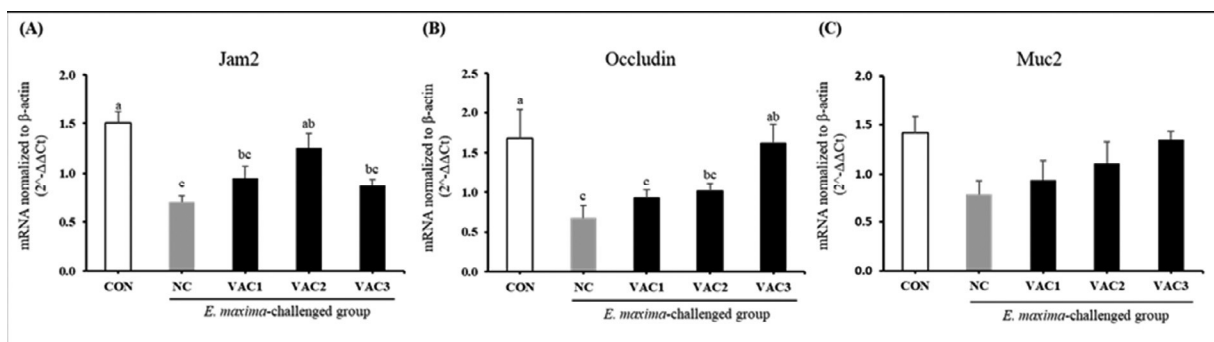 (A)
Jam2
mRNA normalized to β-actin
(2^-ΔΔCt)
2.0
1.5
1.0
0.5
0.0
a
c
bc
ab
bc
CON
NC
VAC1
VAC2
VAC3
E. maxima-challenged group
(B)
Occludin
mRNA normalized to β-actin
(2^-ΔΔCt)
2.5
2.0
1.5
1.0
0.5
0.0
a
c
c
bc
ab
CON
NC
VAC1
VAC2
VAC3
E. maxima-challenged group
(C)
Muc2
mRNA normalized to β-actin
(2^-ΔΔCt)
2.0
1.5
1.0
0.5
0.0
CON
NC
VAC1
VAC2
VAC3
E. maxima-challenged group